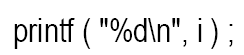 printf ( "%d\n", i ) ;